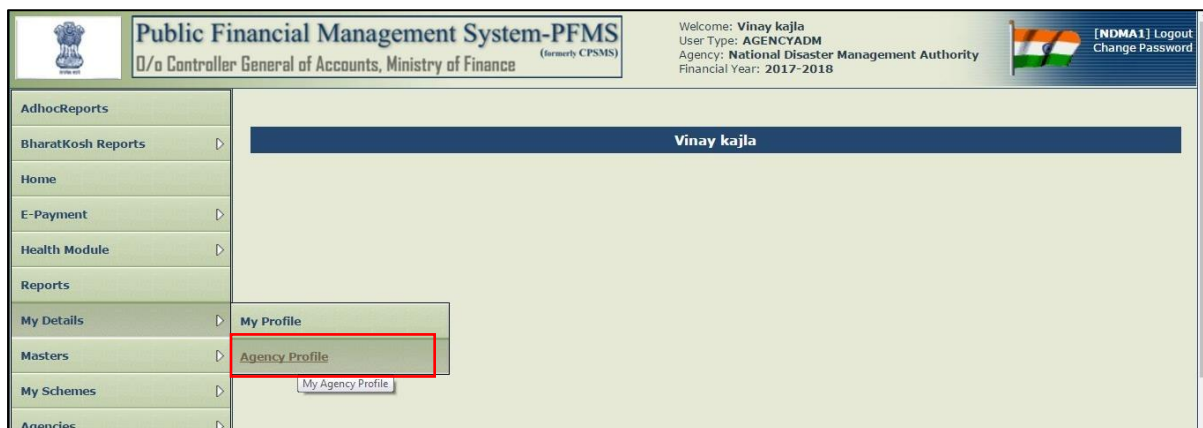 Public Financial Management System-PFMS
(formerly CPSMS)
O/o Controller General of Accounts, Ministry of Finance
Welcome: Vinay kajla
User Type: AGENCYADM
Agency: National Disaster Management Authority
Financial Year: 2017-2018
[NDMA1] Logout
Change Password
AdhocReports
BharatKosh Reports
Home
E-Payment
Health Module
Reports
My Details
Masters
My Schemes
Agencies
Vinay kajla
My Profile
Agency Profile
My Agency Profile